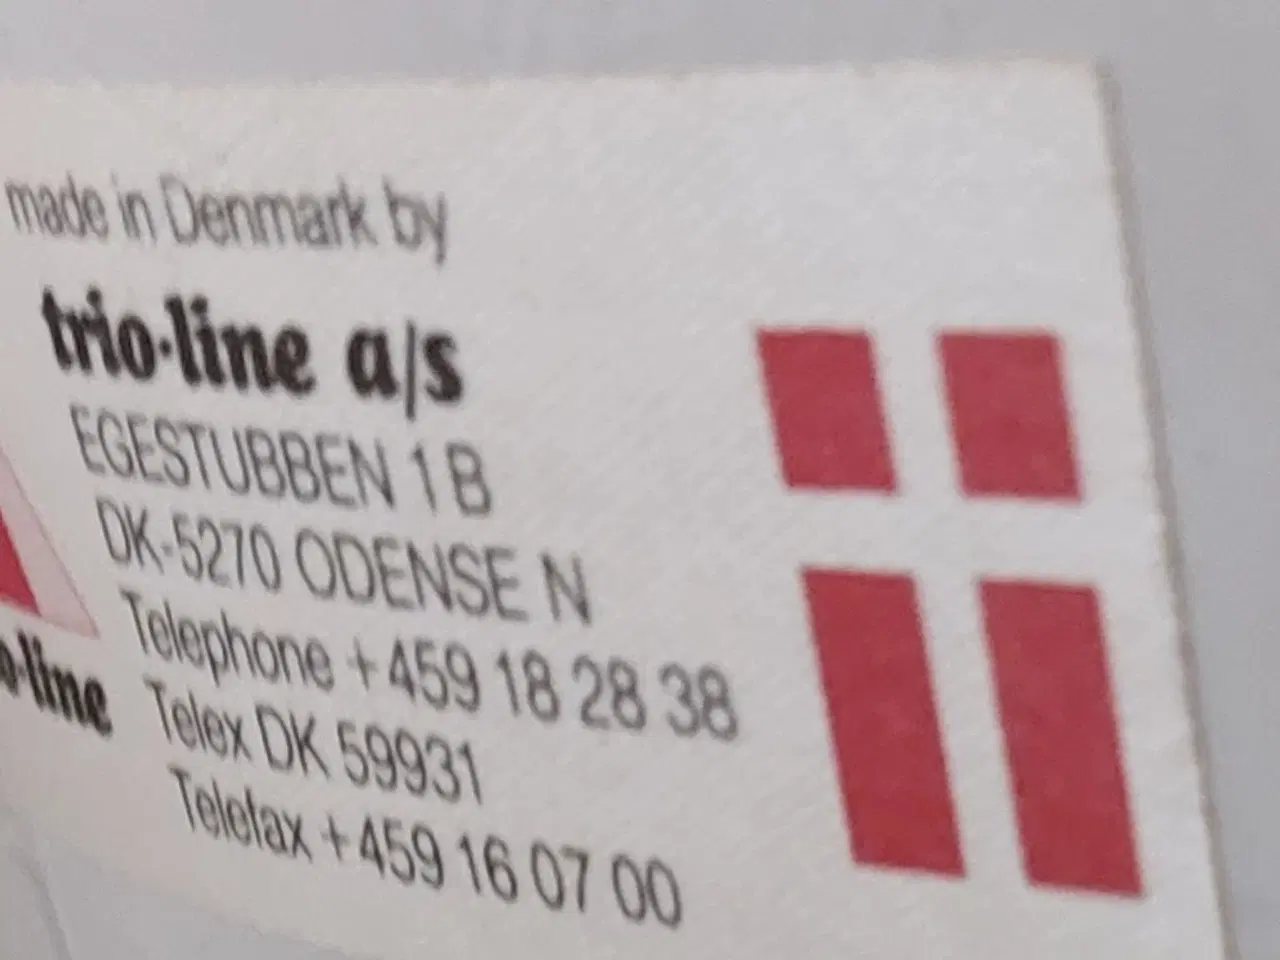 made in Denmark by
trio·line a/s
EGESTUBBEN 1 B
DK-5270 ODENSE N
Telephone +459 18 28 38
Telex DK 59931
Telefax +459 16 07 00
o·line